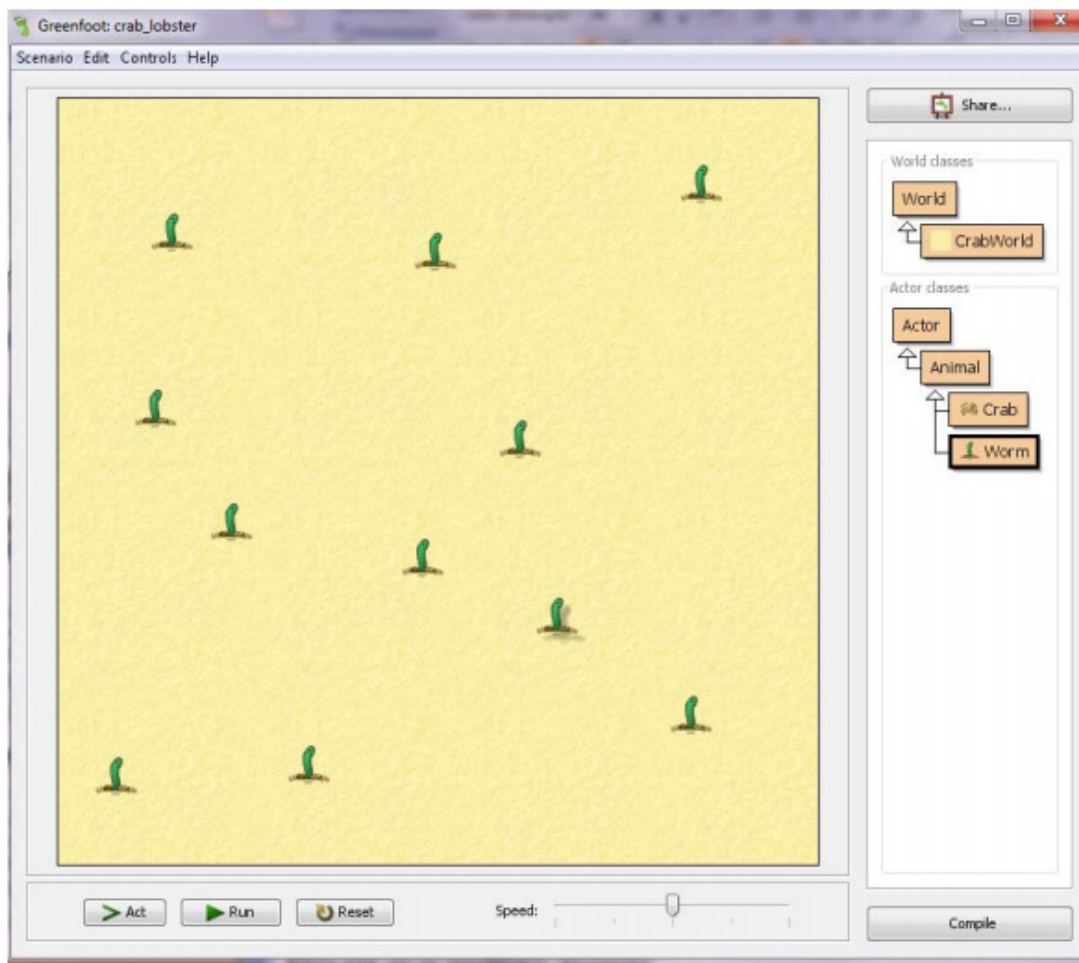 Greenfoot: crab_lobster
Scenario Edit Controls Help
Share...
World classes
World
CrabWorld
Actor classes
Actor
Animal
Crab
Worm
Act
Run
Reset
Speed:
Compile